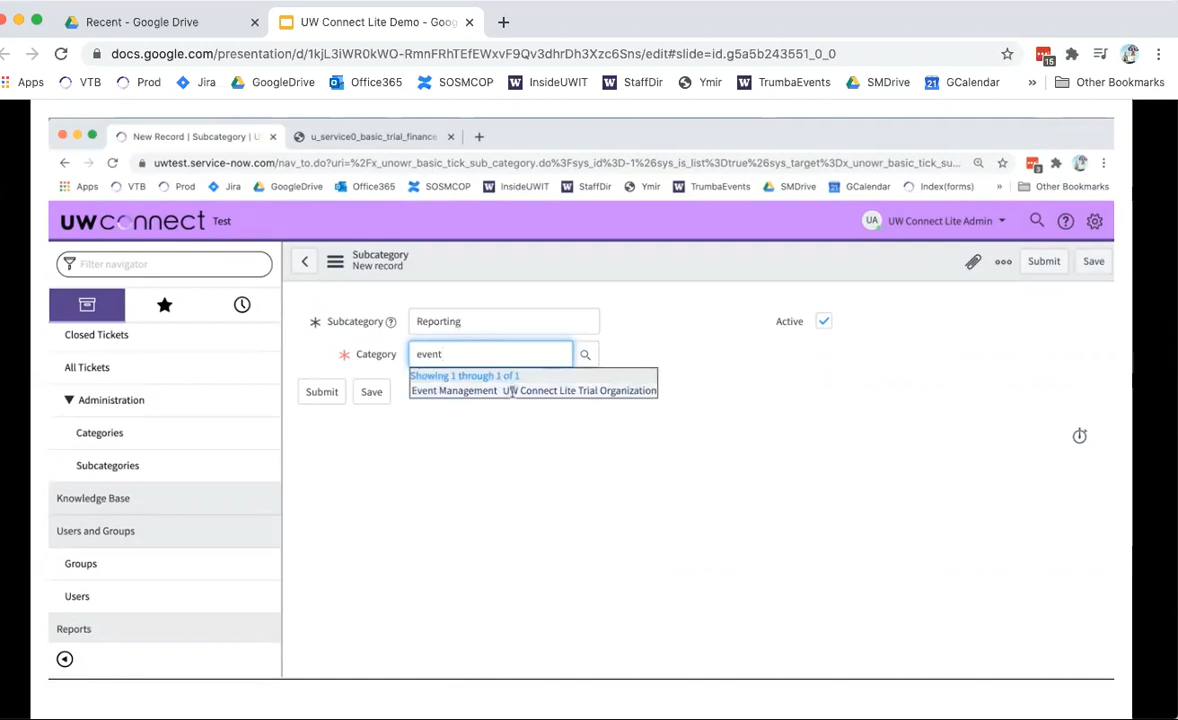 Recent - Google Drive
UW Connect Lite Demo - Goog
docs.google.com/presentation/d/1kjL3iWR0kWO-RmnFRhTEfEWxvF9Qv3dhrDh3Xzc6Sns/edit#slide=id.g5a5b243551_0_0
15
Apps VTB Prod Jira GoogleDrive Office365 SOSMCOP InsideUWIT StaffDir Ymir TrumbaEvents SMDrive 21 GCalendar » Other Bookmarks
New Record | Subcategory | U
u_service0_basic_trial_finance
uwtest.service-now.com/nav_to.do?uri=%2Fx_unowr_basic_tick_sub_category.do%3Fsys_id%3D-1%26sys_is_list%3Dtrue%26sys_target%3Dx_unowr_basic_tick_su...
3
Apps VTB Prod Jira GoogleDrive Office365 SOSMCOP InsideUWIT StaffDir Ymir TrumbaEvents SMDrive GCalendar Index(forms) » Other Bookmarks
UWconnect Test
UA UW Connect Lite Admin
Filter navigator
Subcategory
New record
Submit Save
Closed Tickets
All Tickets
Administration
Categories
Subcategories
Knowledge Base
Users and Groups
Groups
Users
Reports
Subcategory
Reporting
Active
Category
event
Showing 1 through 1 of 1
Event Management UW Connect Lite Trial Organization
Submit Save